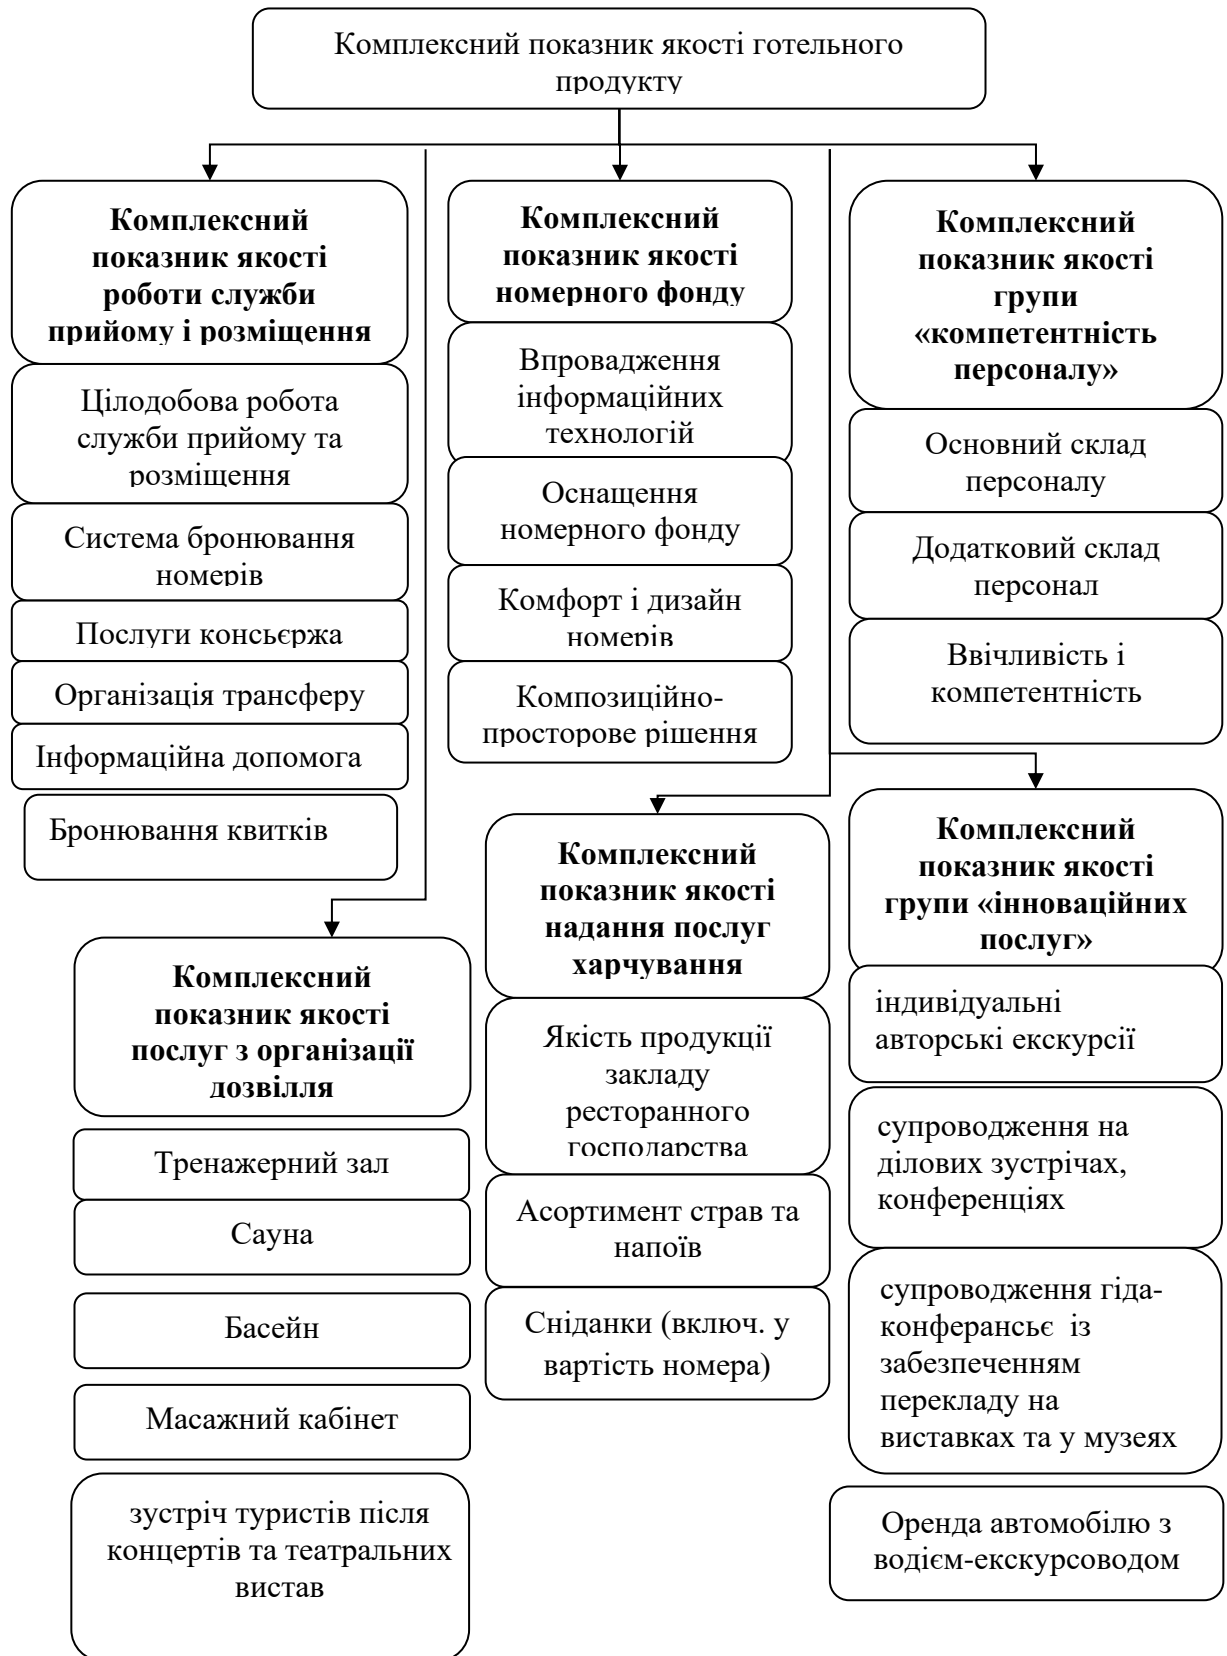 Комплексний показник якості готельного
продукту
Комплексний
показник якості
роботи служби
прийому і розміщення
Цілодобова робота
служби прийому та
розміщення
Система бронювання
номерів
Послуги консьєржа
Організація трансферу
Інформаційна допомога
Бронювання квитків
Комплексний
показник якості
номерного фонду
Впровадження
інформаційних
технологій
Оснащення
номерного фонду
Комфорт і дизайн
номерів
Композиційно-
просторове рішення
Комплексний
показник якості
групи
«компетентність
персоналу»
Основний склад
персоналу
Додатковий склад
персонал
Ввічливість і
компетентність
Комплексний
показник якості
послуг з організації
дозвілля
Тренажерний зал
Сауна
Басейн
Масажний кабінет
зустріч туристів після
концертів та театральних
вистав
Комплексний
показник якості
надання послуг
харчування
Якість продукції
закладу
ресторанного
господарства
Асортимент страв та
напоїв
Сніданки (включ. у
вартість номера)
Комплексний
показник якості
групи «інноваційних
послуг»
індивідуальні
авторські екскурсії
супроводження на
ділових зустрічах,
конференціях
супроводження гіда-
конферансьє із
забезпеченням
перекладу на
виставках та у музеях
Оренда автомобілю з
водієм-екскурсоводом